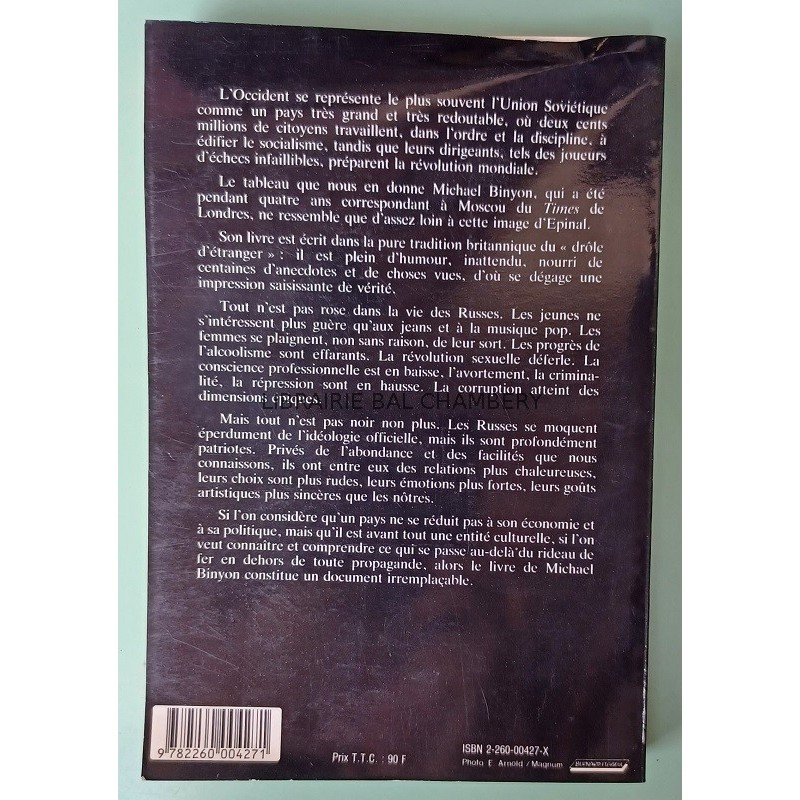 L'Occident se représente le plus souvent l'Union Soviétique
comme un pays très grand et très redoutable, où deux cents
millions de citoyens travaillent, dans l'ordre et la discipline, à
édifier le socialisme, tandis que leurs dirigeants, tels des joueurs
d'échecs infaillibles, préparent la révolution mondiale.
Le tableau que nous en donne Michael Binyon, qui a été
pendant quatre ans correspondant à Moscou du Times de
Londres, ne ressemble que d'assez loin à cette image d'Epinal.
Son livre est écrit dans la pure tradition britannique du « drôle
d'étranger » : il est plein d'humour, inattendu, nourri de
centaines d'anecdotes et de choses vues, d'où se dégage une
impression saisissante de vérité.
Tout n'est pas rose dans la vie des Russes. Les jeunes ne
s'intéressent plus guère qu'aux jeans et à la musique pop. Les
femmes se plaignent, non sans raison, de leur sort. Les progrès de
l'alcoolisme sont effarants. La révolution sexuelle déferle. La
conscience professionnelle est en baisse, l'avortement, la crimina-
lité, la répression sont en hausse. La corruption atteint des
dimensions épiques.
LIBRAIRIE BAL CHAMBERY
Mais tout n'est pas noir non plus. Les Russes se moquent
éperdument de l'idéologie officielle, mais ils sont profondément
patriotes. Privés de l'abondance et des facilités que nous
connaissons, ils ont entre eux des relations plus chaleureuses,
leurs choix sont plus rudes, leurs émotions plus fortes, leurs goûts
artistiques plus sincères que les nôtres.
Si l'on considère qu'un pays ne se réduit pas à son économie et
à sa politique, mais qu'il est avant tout une entité culturelle, si l'on
veut connaître et comprendre ce qui se passe au-delà du rideau de
fer en dehors de toute propagande, alors le livre de Michael
Binyon constitue un document irremplaçable.
9 782260 004271
Prix T.T.C. : 90 F
ISBN 2-260-00427-X
Photo E. Arnold / Magnum